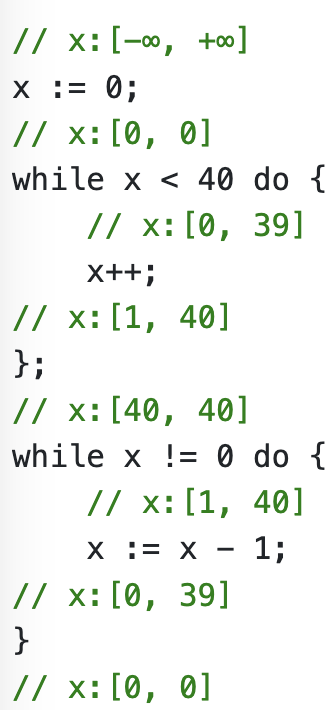 // x:[−∞, +∞]
x := 0;
// x:[0, 0]
while x < 40 do {
    // x:[0, 39]
    x++;
// x:[1, 40]
};
// x:[40, 40]
while x != 0 do {
    // x:[1, 40]
    x := x - 1;
// x:[0, 39]
}
// x:[0, 0]